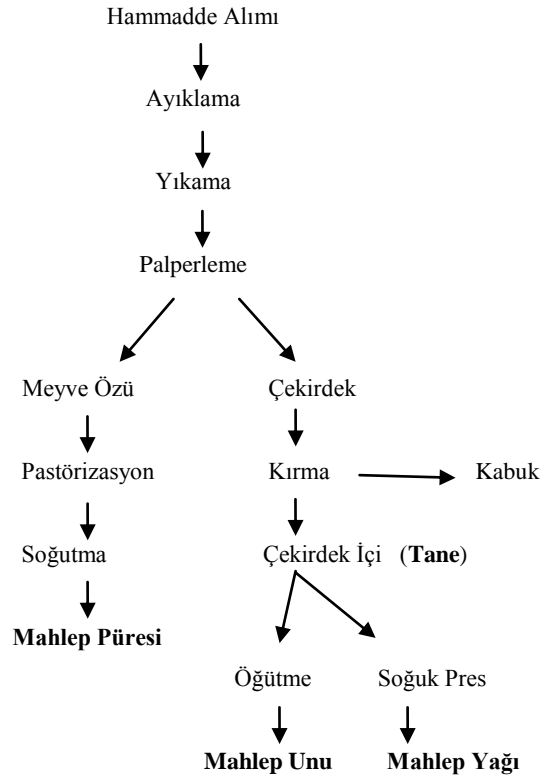 Hammadde Alımı
Ayıklama
Yıkama
Palperleme
Meyve Özü Çekirdek
Pastörizasyon Kırma Kabuk
Soğutma Çekirdek İçi (Tane)
Mahlep Püresi
Öğütme Soğuk Pres
Mahlep Unu Mahlep Yağı